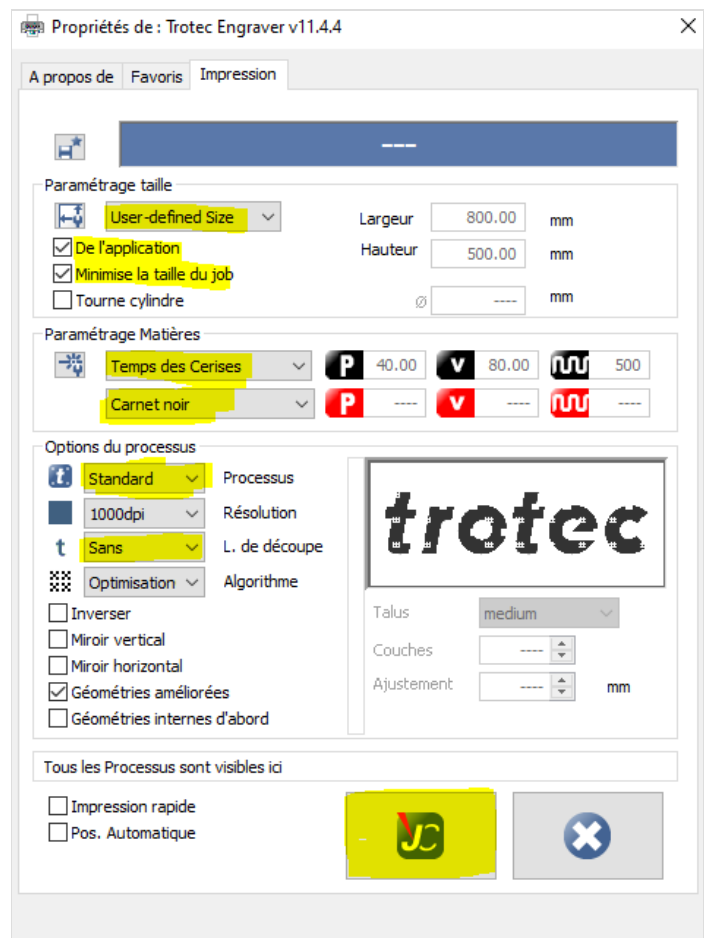 Propriétés de : Trotec Engraver v11.4.4
A propos de Favoris Impression
---
Paramétrage taille
User-defined Size Largeur 800.00 mm
De l'application Hauteur 500.00 mm
Minimise la taille du job
Tourne cylindre Ø ---- mm
Paramétrage Matières
Temps des Cerises P 40.00 V 80.00 500
Carnet noir P ---- V ---- ----
Options du processus
t Standard Processus
1000dpi Résolution
t Sans L. de découpe
Optimisation Algorithme
trotec
Inverser
Miroir vertical
Miroir horizontal
Géométries améliorées
Géométries internes d'abord
Talus medium
Couches ----
Ajustement ---- mm
Tous les Processus sont visibles ici
Impression rapide
Pos. Automatique
JC